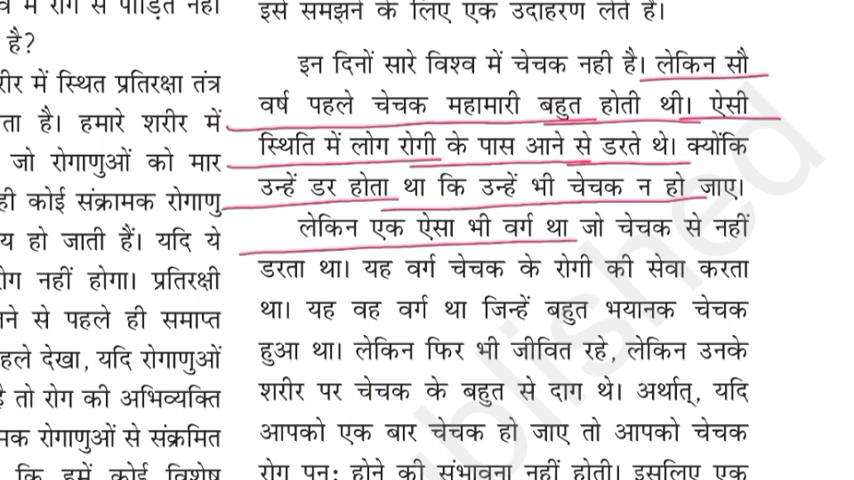 में रोग से पीड़ित नहीं
है?
में स्थित प्रतिरक्षा तंत्र
है। हमारे शरीर में
जो रोगाणुओं को मार
कोई संक्रामक रोगाणु
हो जाती हैं। यदि ये
नहीं होगा। प्रतिरक्षी
से पहले ही समाप्त
देखा, यदि रोगाणुओं
तो रोग की अभिव्यक्ति
रोगाणुओं से संक्रमित
कि हमें कोई विशेष
इसे समझने के लिए एक उदाहरण लेते हैं।
इन दिनों सारे विश्व में चेचक नही है। लेकिन सौ
वर्ष पहले चेचक महामारी बहुत होती थी। ऐसी
स्थिति में लोग रोगी के पास आने से डरते थे। क्योंकि
उन्हें डर होता था कि उन्हें भी चेचक न हो जाए।
लेकिन एक ऐसा भी वर्ग था जो चेचक से नहीं
डरता था। यह वर्ग चेचक के रोगी की सेवा करता
था। यह वह वर्ग था जिन्हें बहुत भयानक चेचक
हुआ था। लेकिन फिर भी जीवित रहे, लेकिन उनके
शरीर पर चेचक के बहुत से दाग थे। अर्थात्, यदि
आपको एक बार चेचक हो जाए तो आपको चेचक
रोग पुन: होने की संभावना नहीं होती। इसलिए एक